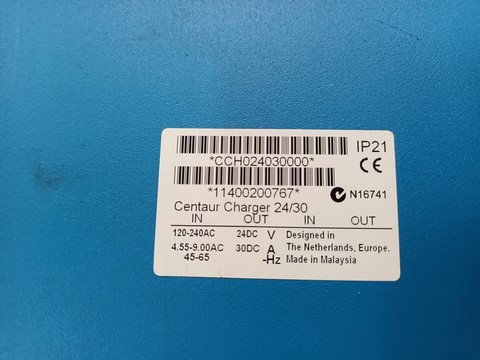 IP21
*CCH024030000*
CE
*11400200767*
N16741
Centaur Charger 24/30
IN OUT IN OUT
120-240AC 24DC V Designed in
4.55-9.00AC 30DC A The Netherlands, Europe.
45-65 -Hz Made in Malaysia